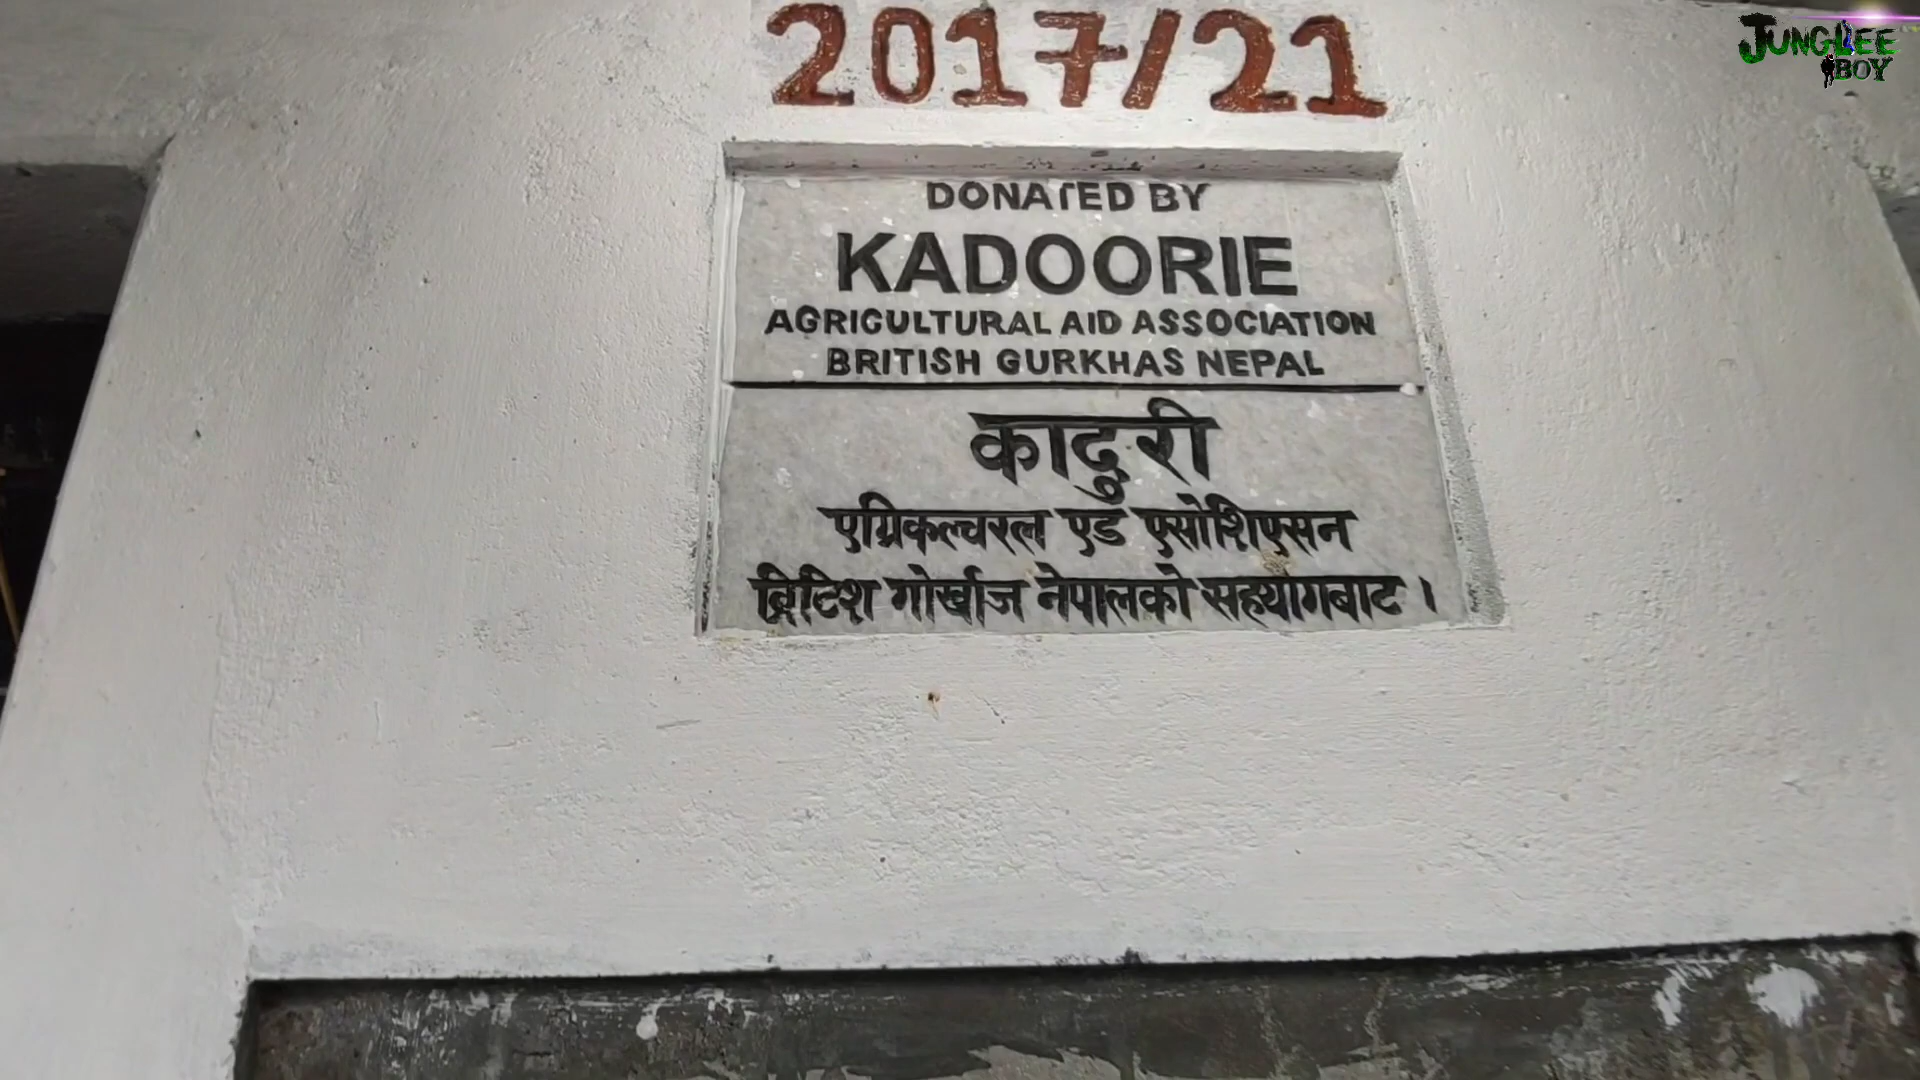 2017/21
JUNGLEE
BOY
DONATED BY
KADOORIE
AGRICULTURAL AID ASSOCIATION
BRITISH GURKHAS NEPAL
कादुरी
एग्रिकल्चरल एड एसोशिएसन
ब्रिटिश गोर्खाज नेपालको सहयोगबाट ।